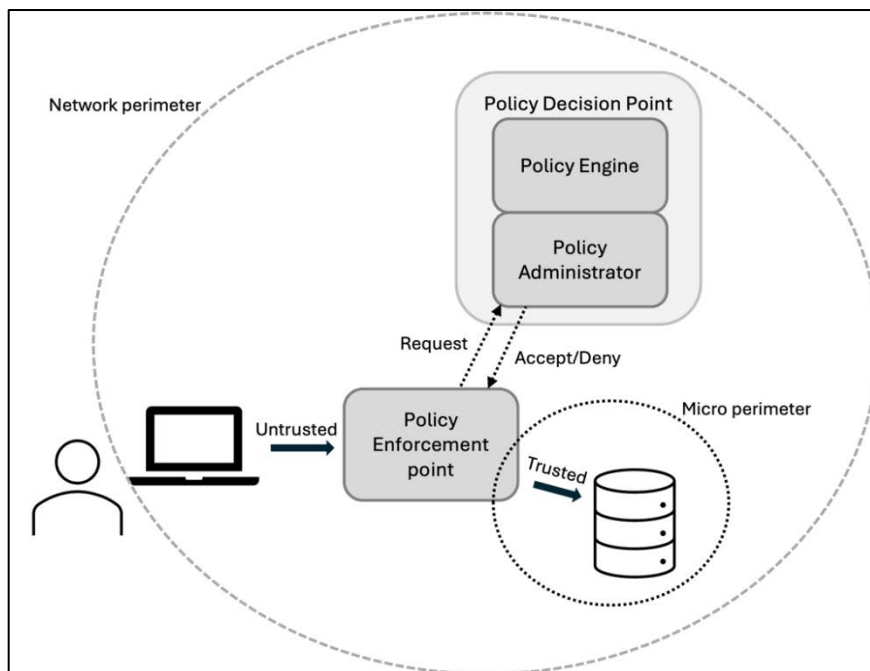 Network perimeter
Policy Decision Point
Policy Engine
Policy
Administrator
Request
Accept/Deny
Untrusted
Policy
Enforcement
point
Micro perimeter
Trusted